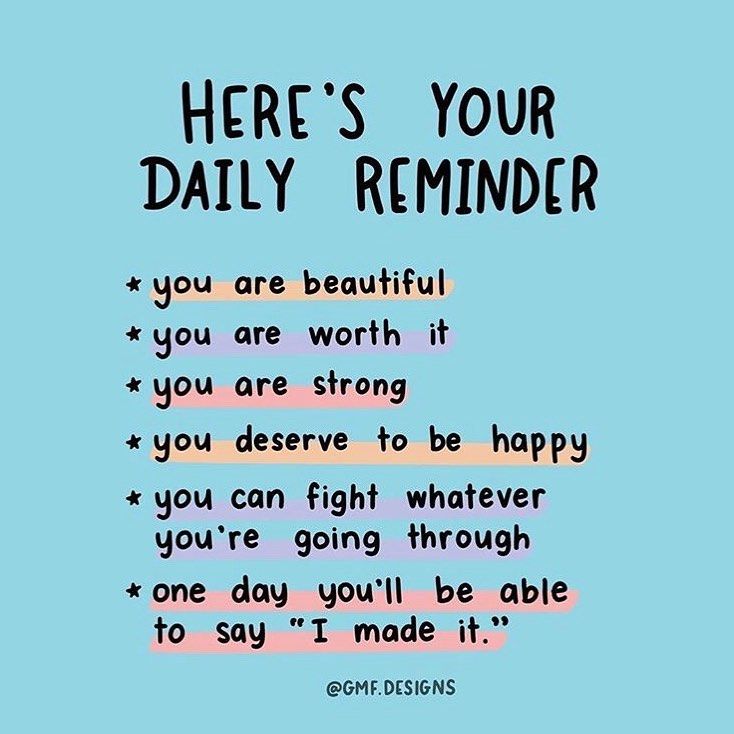 HERE'S YOUR
DAILY REMINDER
* you are beautiful
* you are worth it
* you are strong
* you deserve to be happy
* you can fight whatever
you're going through
* one day you'll be able
to say "I made it."
@GMF.DESIGNS